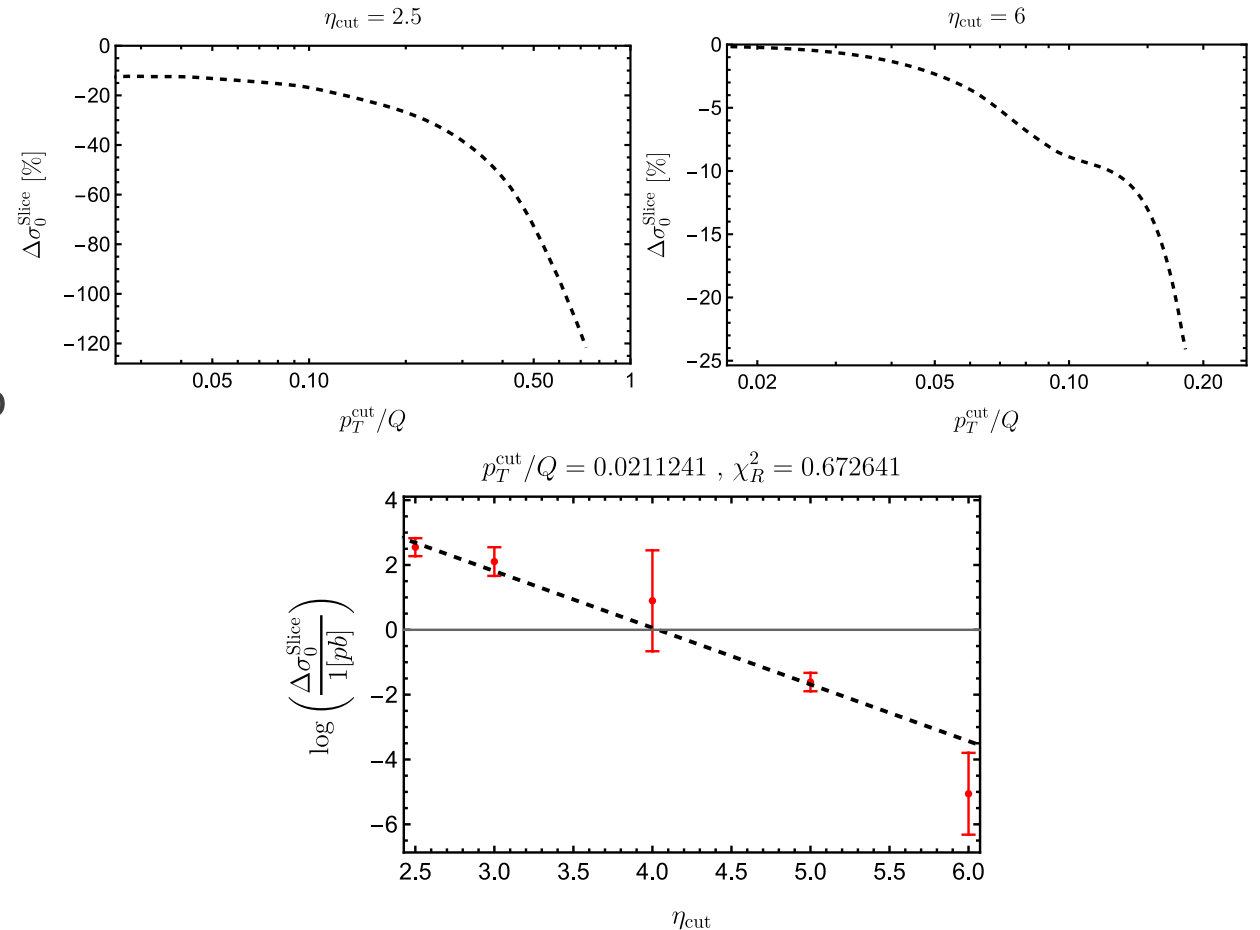 η_cut = 2.5
Δσ_0^Slice [%]
0
−20
−40
−60
−80
−100
−120
0.05 0.10 0.50 1
p_T^cut/Q
η_cut = 6
Δσ_0^Slice [%]
0
−5
−10
−15
−20
−25
0.02 0.05 0.10 0.20
p_T^cut/Q
p_T^cut/Q = 0.0211241 , χ_R^2 = 0.672641
log (Δσ_0^Slice / 1[pb])
4
2
0
−2
−4
−6
2.5 3.0 3.5 4.0 4.5 5.0 5.5 6.0
η_cut